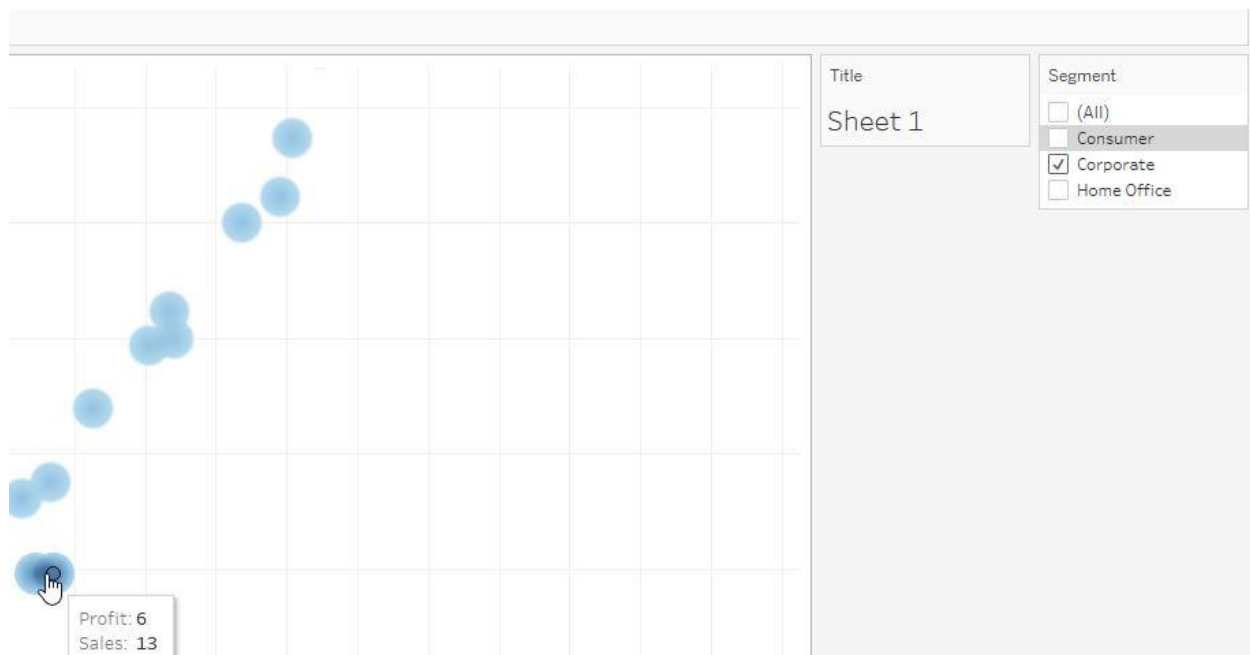 Title
Sheet 1
Segment
(All)
Consumer
Corporate
Home Office
Profit: 6
Sales: 13